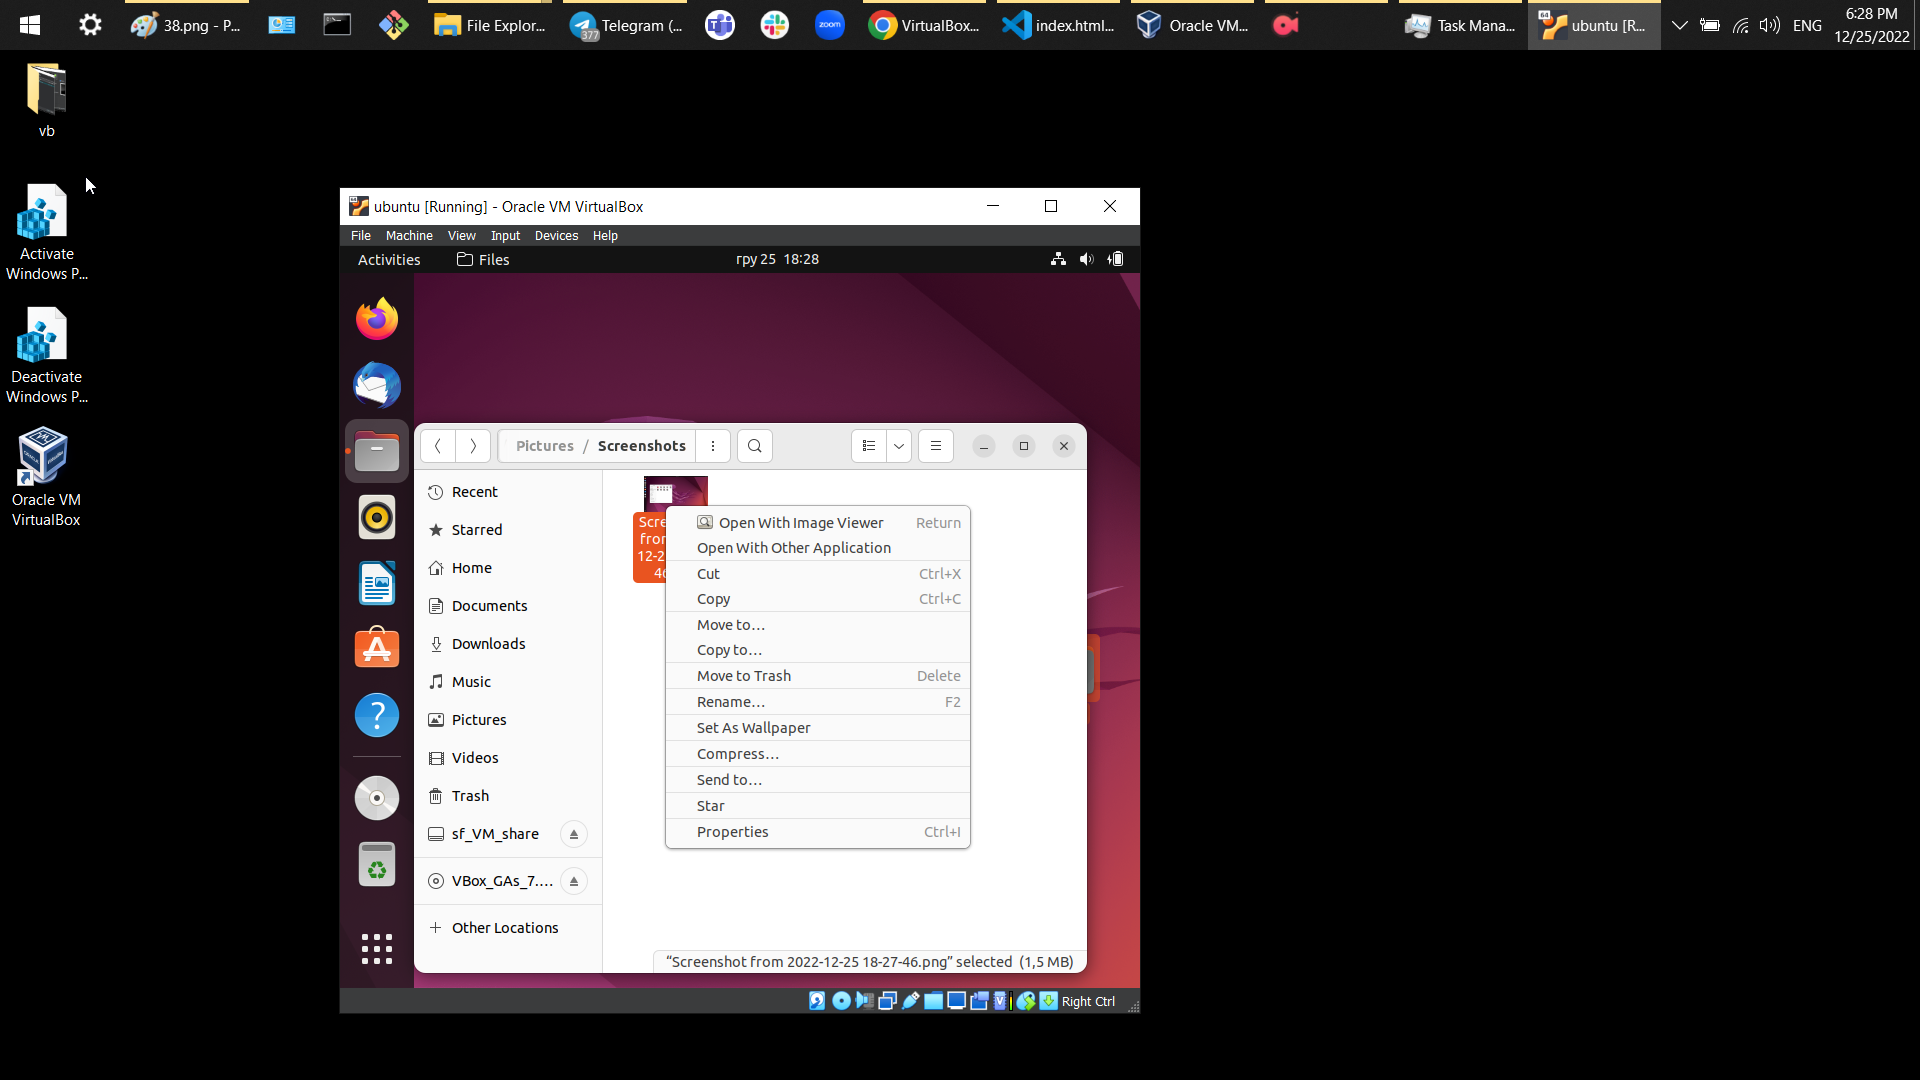 38.png - P...
File Explor...
377
Telegram (...
zoom
VirtualBox...
index.html...
Oracle VM...
Task Mana...
64
ubuntu [R...
ENG
6:28 PM
12/25/2022
vb
Activate
Windows P...
Deactivate
Windows P...
Oracle VM
VirtualBox
ubuntu [Running] - Oracle VM VirtualBox
File Machine View Input Devices Help
Activities Files гру 25 18:28
Pictures / Screenshots
Recent
Starred
Home
Documents
Downloads
Music
Pictures
Videos
Trash
sf_VM_share
VBox_GAs_7....
Other Locations
Scre
fror
12-2
46
Open With Image Viewer Return
Open With Other Application
Cut Ctrl+X
Copy Ctrl+C
Move to...
Copy to...
Move to Trash Delete
Rename... F2
Set As Wallpaper
Compress...
Send to...
Star
Properties Ctrl+I
“Screenshot from 2022-12-25 18-27-46.png” selected (1,5 MB)
Right Ctrl